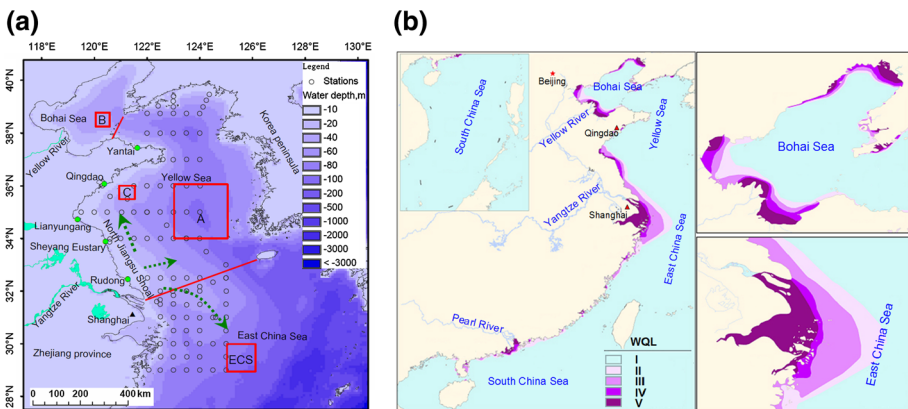 (a)
118°E 120°E 122°E 124°E 126°E 130°E
40°N
38°N
36°N
34°N
32°N
30°N
28°N
Legend
Stations
Water depth,m
-10
-20
-40
-60
-80
-100
-200
-500
-1000
-2000
-3000
< -3000
Bohai Sea
B
Yellow River
Yantai
Korea peninsula
Qingdao
C
Yellow Sea
A
Lianyungang
Sheyang Eustary
North Jiangsu Shoal
Rudong
Yangtze River
Shanghai
East China Sea
Zhejiang province
ECS
0 200 400 km
(b)
South China Sea
Beijing
Bohai Sea
Yellow River
Qingdao
Yellow Sea
Yangtze River
Shanghai
East China Sea
Pearl River
South China Sea
WQL
I
II
III
IV
V
Bohai Sea
East China Sea